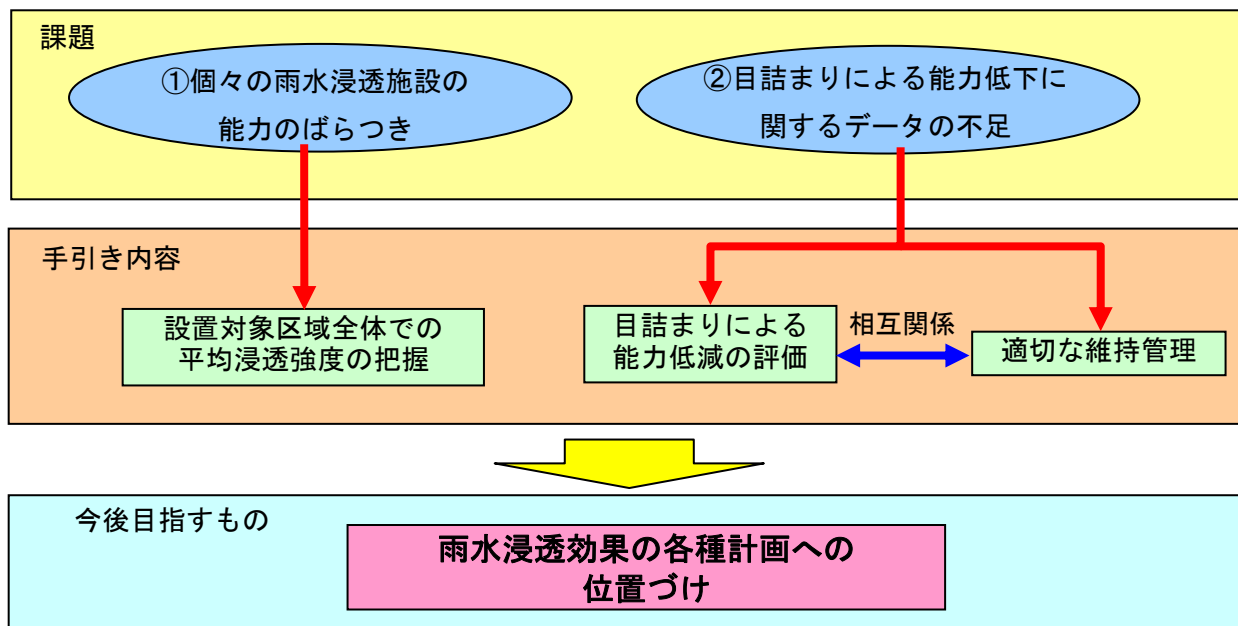 課題
①個々の雨水浸透施設の
能力のばらつき
②目詰まりによる能力低下に
関するデータの不足
手引き内容
設置対象区域全体での
平均浸透強度の把握
目詰まりによる
能力低減の評価
相互関係
適切な維持管理
今後目指すもの
雨水浸透効果の各種計画への
位置づけ